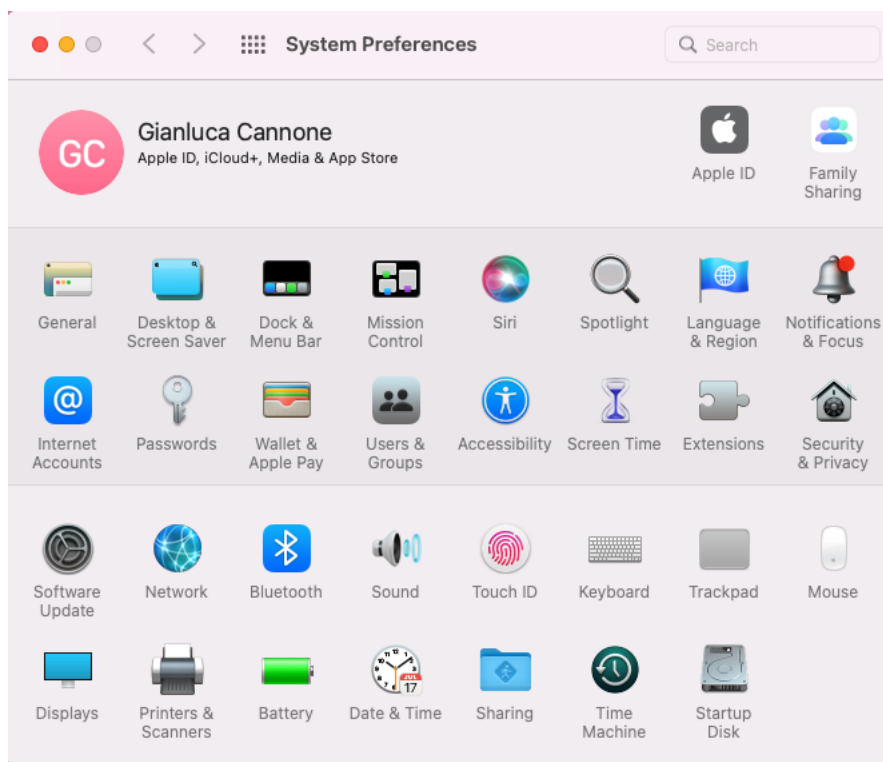 System Preferences
Search
GC
Gianluca Cannone
Apple ID, iCloud+, Media & App Store
Apple ID
Family
Sharing
General
Desktop &
Screen Saver
Dock &
Menu Bar
Mission
Control
Siri
Spotlight
Language
& Region
Notifications
& Focus
Internet
Accounts
Passwords
Wallet &
Apple Pay
Users &
Groups
Accessibility
Screen Time
Extensions
Security
& Privacy
Software
Update
Network
Bluetooth
Sound
Touch ID
Keyboard
Trackpad
Mouse
Displays
Printers &
Scanners
Battery
JUL
17
Date & Time
Sharing
Time
Machine
Startup
Disk